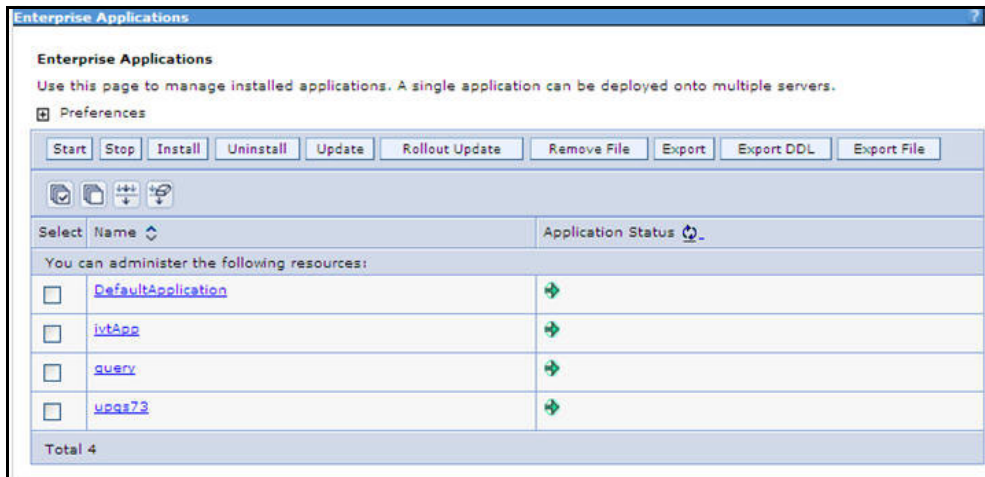 Enterprise Applications ?
Enterprise Applications
Use this page to manage installed applications. A single application can be deployed onto multiple servers.
Preferences
Start Stop Install Uninstall Update Rollout Update Remove File Export Export DDL Export File
Select Name Application Status
You can administer the following resources:
DefaultApplication
ivtApp
query
upgs73
Total 4